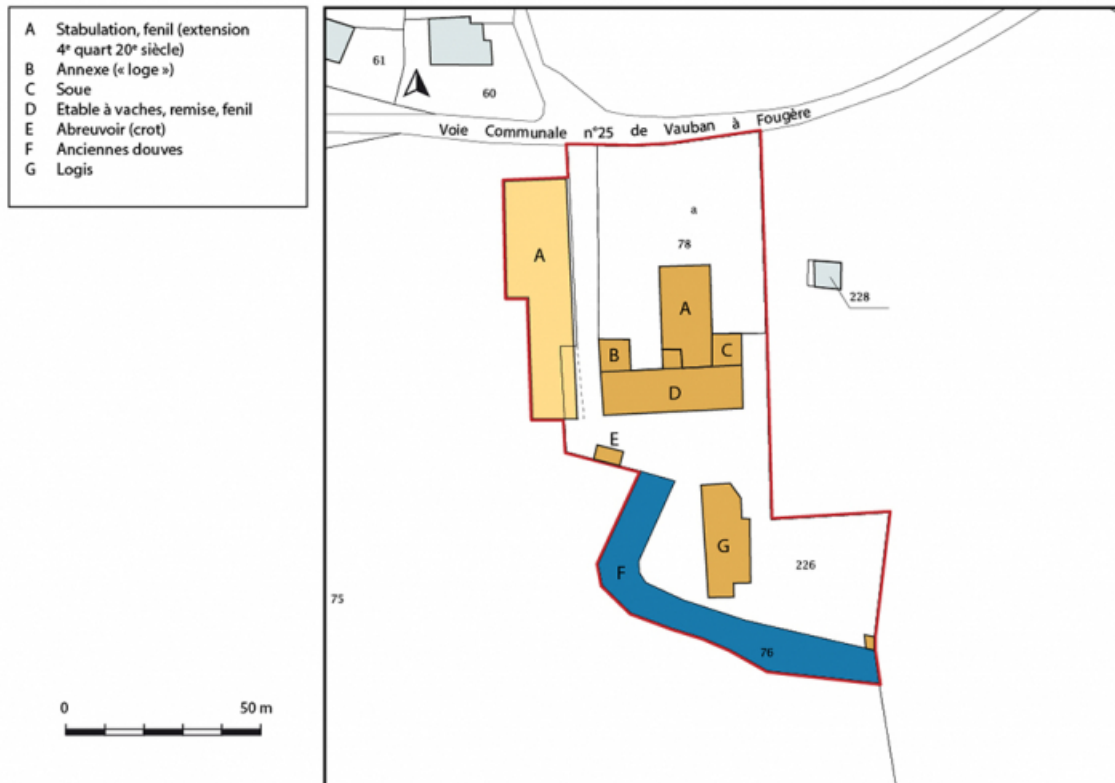 A Stabulation, fenil (extension
4e quart 20e siècle)
B Annexe (« loge »)
C Soue
D Etable à vaches, remise, fenil
E Abreuvoir (crot)
F Anciennes douves
G Logis
61
60
Voie Communale n°25 de Vauban à Fougère
a
78
A
A
228
B
C
D
E
G
F
226
75
76
0 50 m